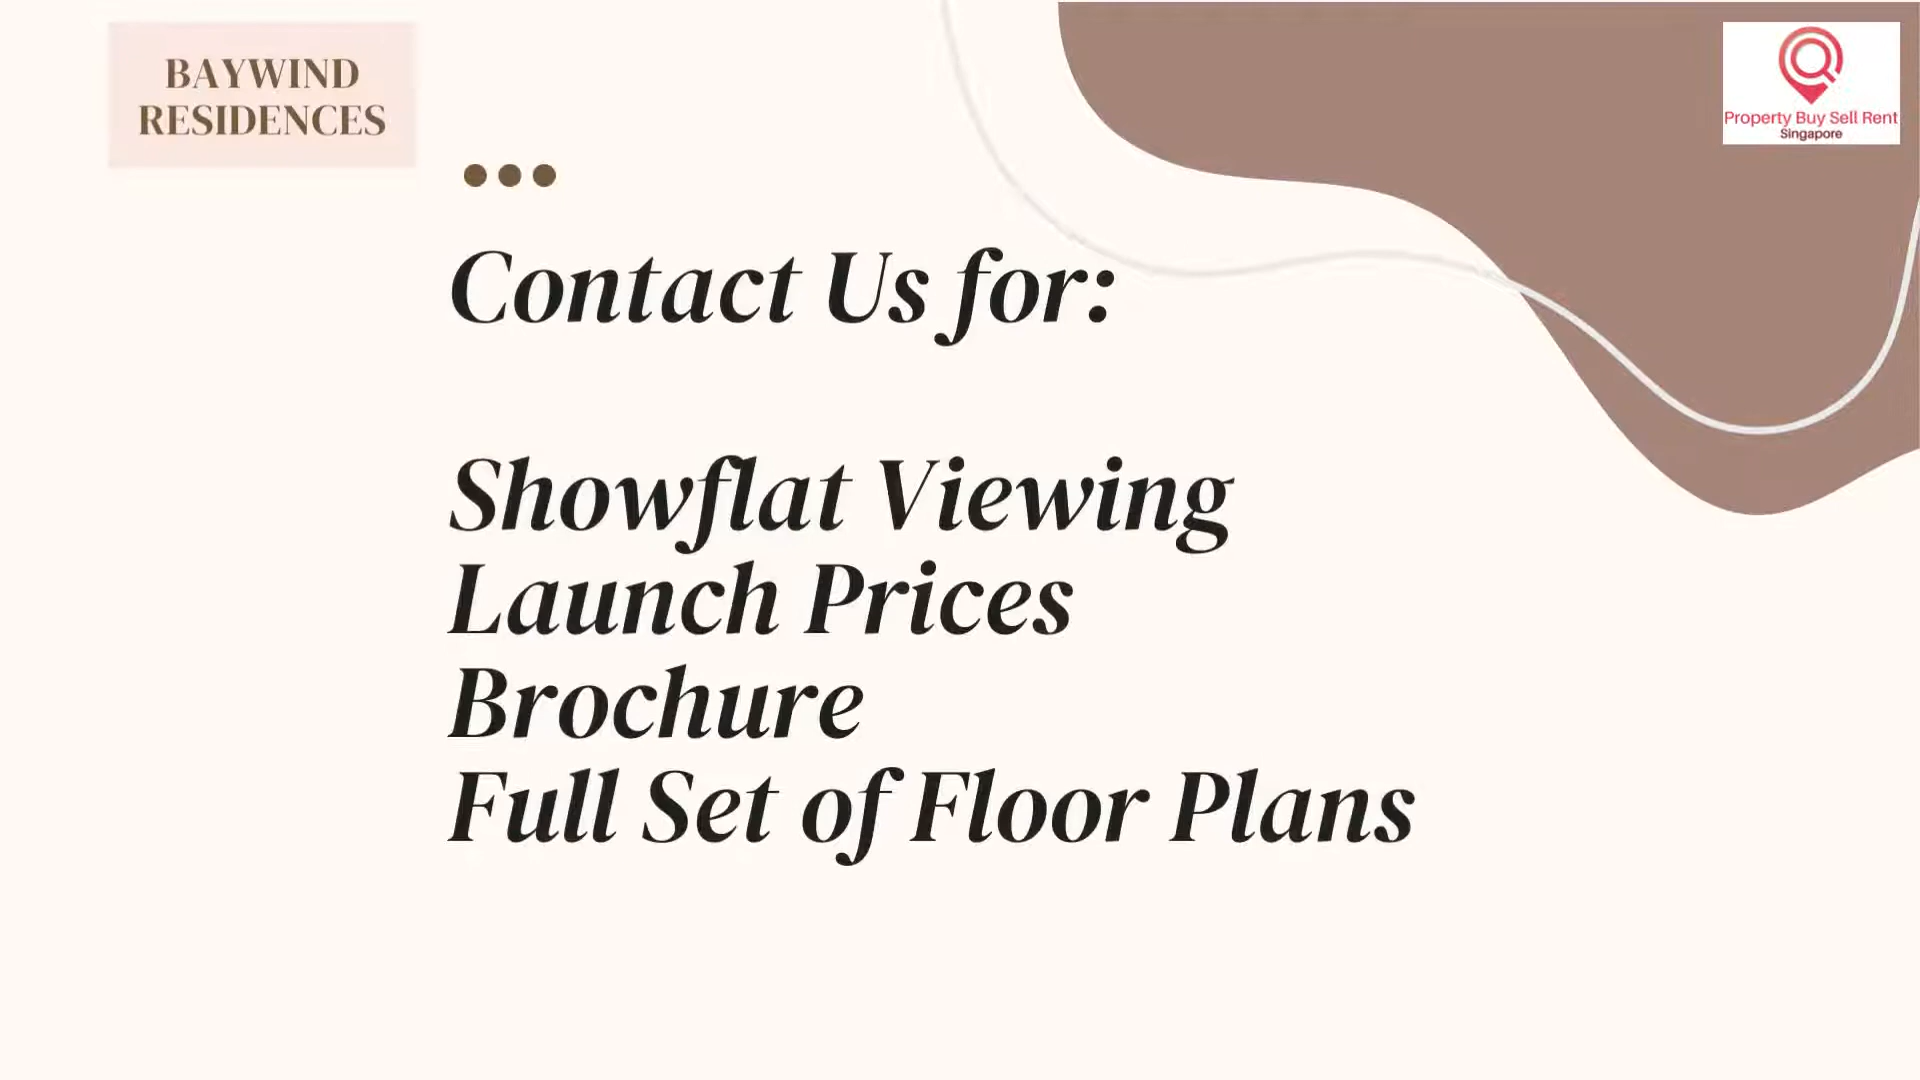 BAYWIND
RESIDENCES
Property Buy Sell Rent
Singapore
Contact Us for:
Showflat Viewing
Launch Prices
Brochure
Full Set of Floor Plans